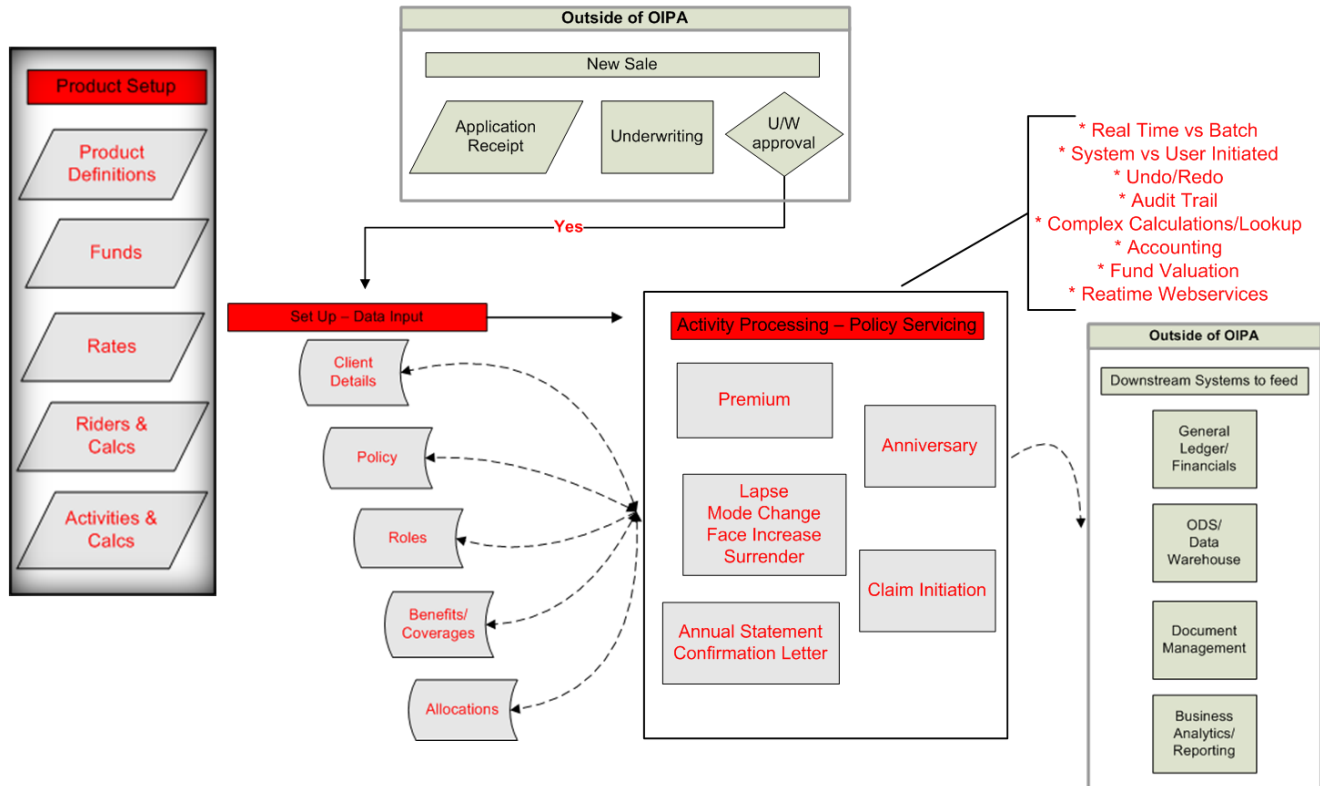 Outside of OIPA
New Sale
Application
Receipt
Underwriting
U/W
approval
Yes
Product Setup
Product
Definitions
Funds
Rates
Riders &
Calcs
Activities &
Calcs
Set Up – Data Input
Client
Details
Policy
Roles
Benefits/
Coverages
Allocations
Activity Processing – Policy Servicing
Premium
Anniversary
Lapse
Mode Change
Face Increase
Surrender
Claim Initiation
Annual Statement
Confirmation Letter
* Real Time vs Batch
* System vs User Initiated
* Undo/Redo
* Audit Trail
* Complex Calculations/Lookup
* Accounting
* Fund Valuation
* Reatime Webservices
Outside of OIPA
Downstream Systems to feed
General
Ledger/
Financials
ODS/
Data
Warehouse
Document
Management
Business
Analytics/
Reporting